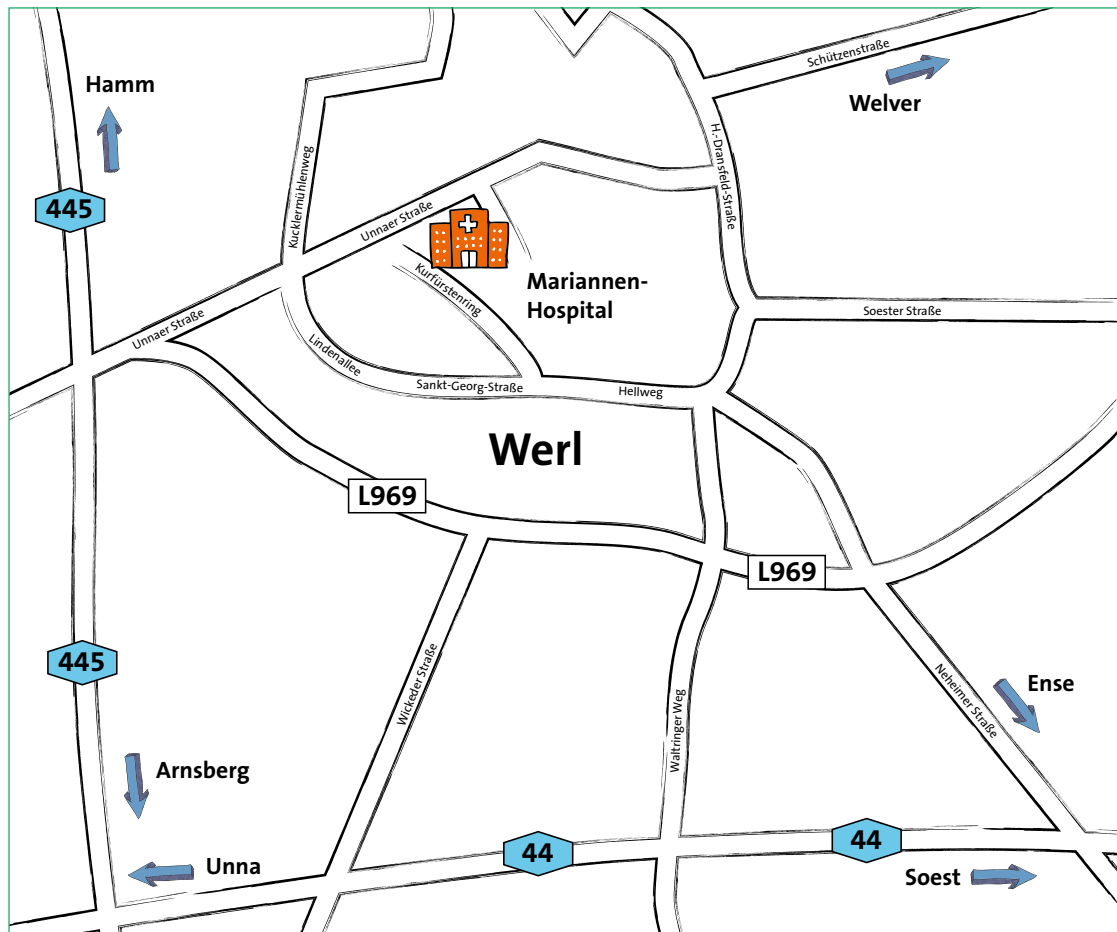 Hamm
Schützenstraße
Welver
445
Kucklermühlenweg
H.-Dransfeld-Straße
Unnaer Straße
Mariannen-
Hospital
Kurfürstenring
Soester Straße
Unnaer Straße
Lindenallee
Sankt-Georg-Straße
Hellweg
Werl
L969
L969
445
Wickeder Straße
Waltringer Weg
Neheimer Straße
Ense
Arnsberg
Unna
44
44
Soest